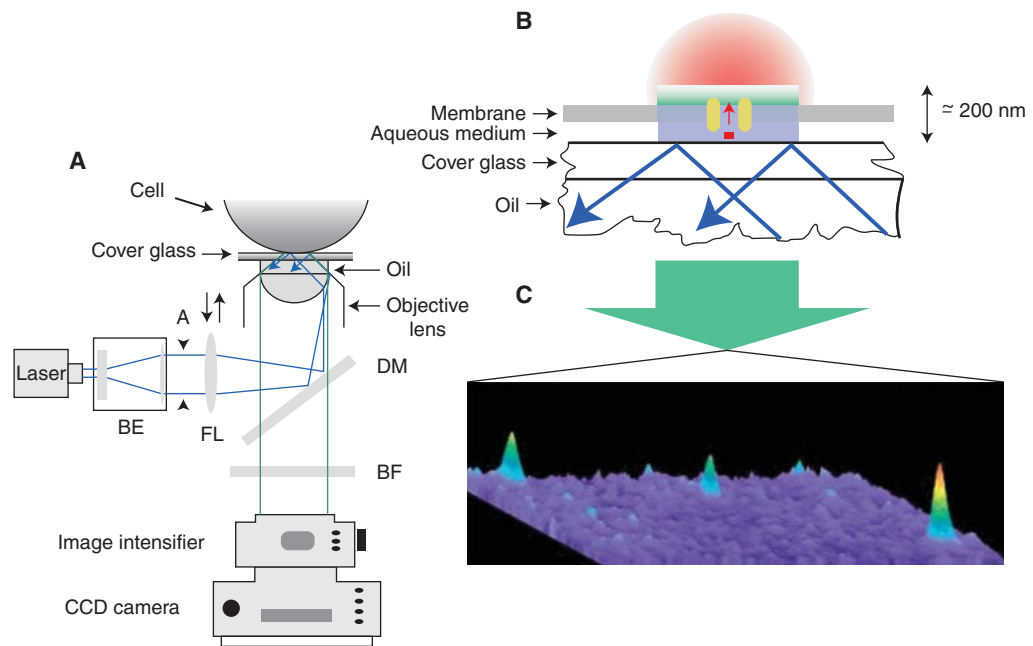 A
Cell
Cover glass
Oil
Objective
lens
A
Laser
BE
FL
DM
BF
Image intensifier
CCD camera
B
Membrane
Aqueous medium
Cover glass
Oil
≃ 200 nm
C